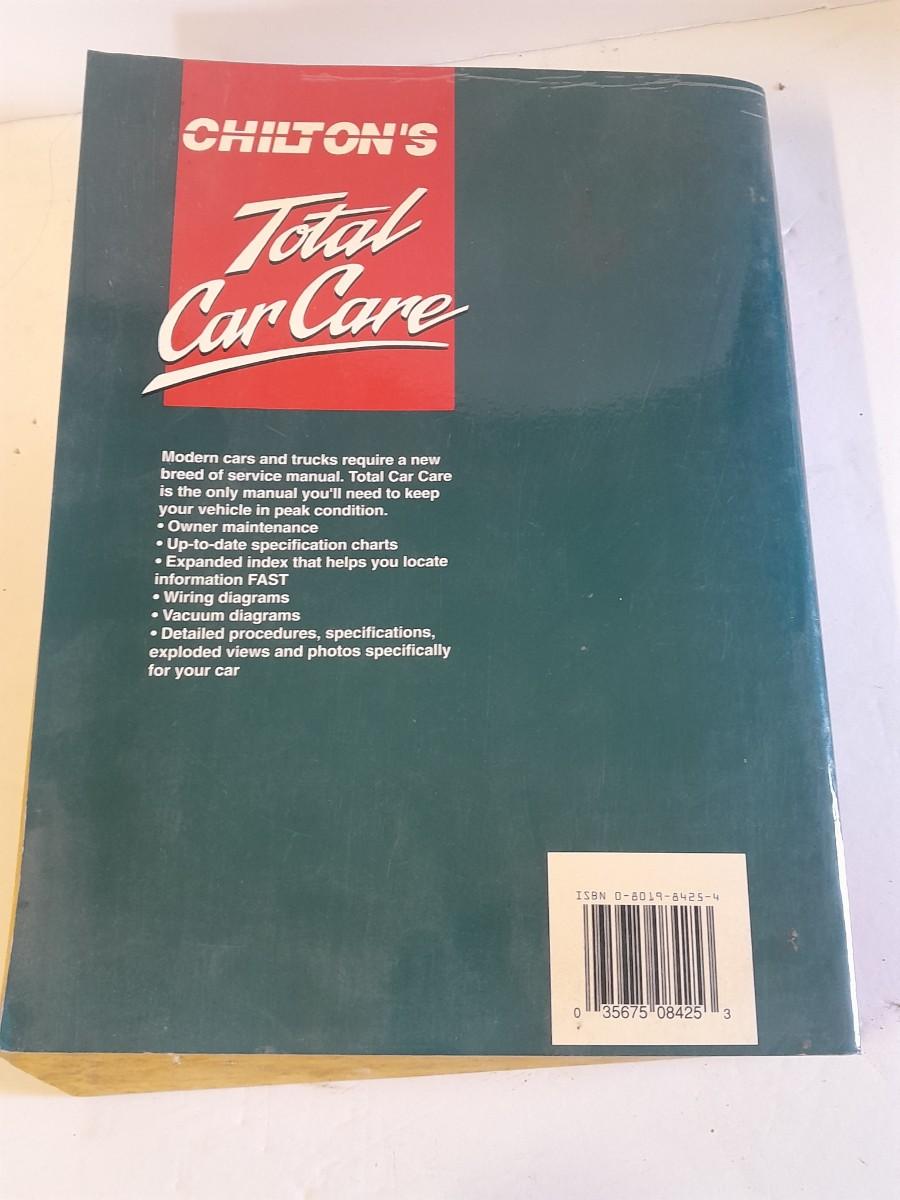 CHILTON'S
Total
Car Care
Modern cars and trucks require a new
breed of service manual. Total Car Care
is the only manual you'll need to keep
your vehicle in peak condition.
• Owner maintenance
• Up-to-date specification charts
• Expanded index that helps you locate
information FAST
• Wiring diagrams
• Vacuum diagrams
• Detailed procedures, specifications,
exploded views and photos specifically
for your car
ISBN 0-8019-8425-4
0 35675 08425 3